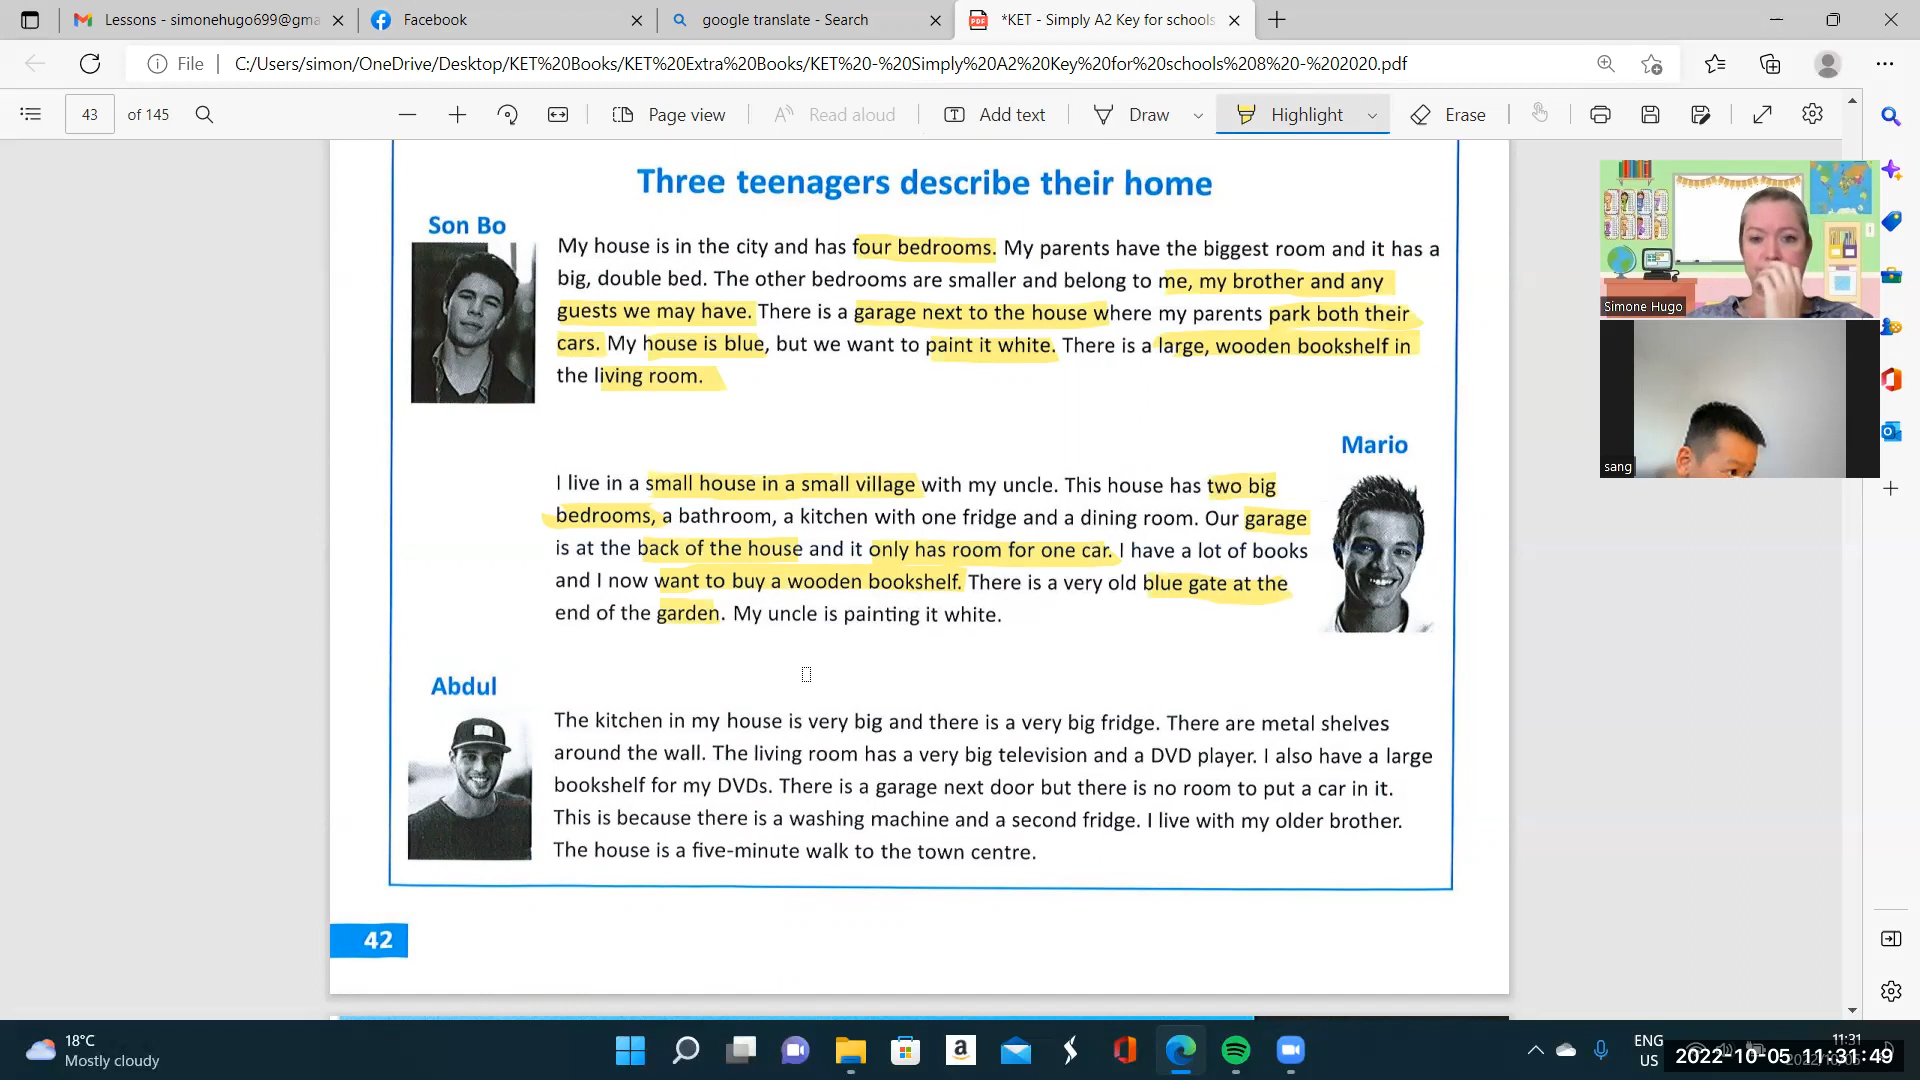 Lessons - simonehugo699@gma
Facebook
google translate - Search
*KET - Simply A2 Key for schools
File
C:/Users/simon/OneDrive/Desktop/KET%20Books/KET%20Extra%20Books/KET%20-%20Simply%20A2%20Key%20for%20schools%208%20-%202020.pdf
43 of 145
Page view
Read aloud
Add text
Draw
Highlight
Erase
Three teenagers describe their home
Son Bo
My house is in the city and has four bedrooms. My parents have the biggest room and it has a
big, double bed. The other bedrooms are smaller and belong to me, my brother and any
guests we may have. There is a garage next to the house where my parents park both their
cars. My house is blue, but we want to paint it white. There is a large, wooden bookshelf in
the living room.
Mario
I live in a small house in a small village with my uncle. This house has two big
bedrooms, a bathroom, a kitchen with one fridge and a dining room. Our garage
is at the back of the house and it only has room for one car. I have a lot of books
and I now want to buy a wooden bookshelf. There is a very old blue gate at the
end of the garden. My uncle is painting it white.
Abdul
The kitchen in my house is very big and there is a very big fridge. There are metal shelves
around the wall. The living room has a very big television and a DVD player. I also have a large
bookshelf for my DVDs. There is a garage next door but there is no room to put a car in it.
This is because there is a washing machine and a second fridge. I live with my older brother.
The house is a five-minute walk to the town centre.
42
Simone Hugo
sang
18°C
Mostly cloudy
ENG
US
11:31
2022-10-05 11:31:49